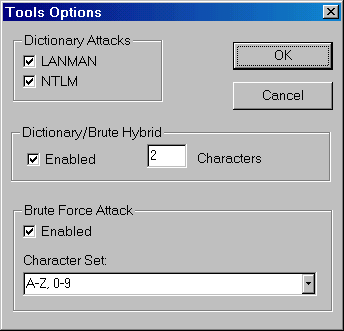 Tools Options
Dictionary Attacks
LANMAN
NTLM
OK
Cancel
Dictionary/Brute Hybrid
Enabled
2
Characters
Brute Force Attack
Enabled
Character Set:
A-Z, 0-9